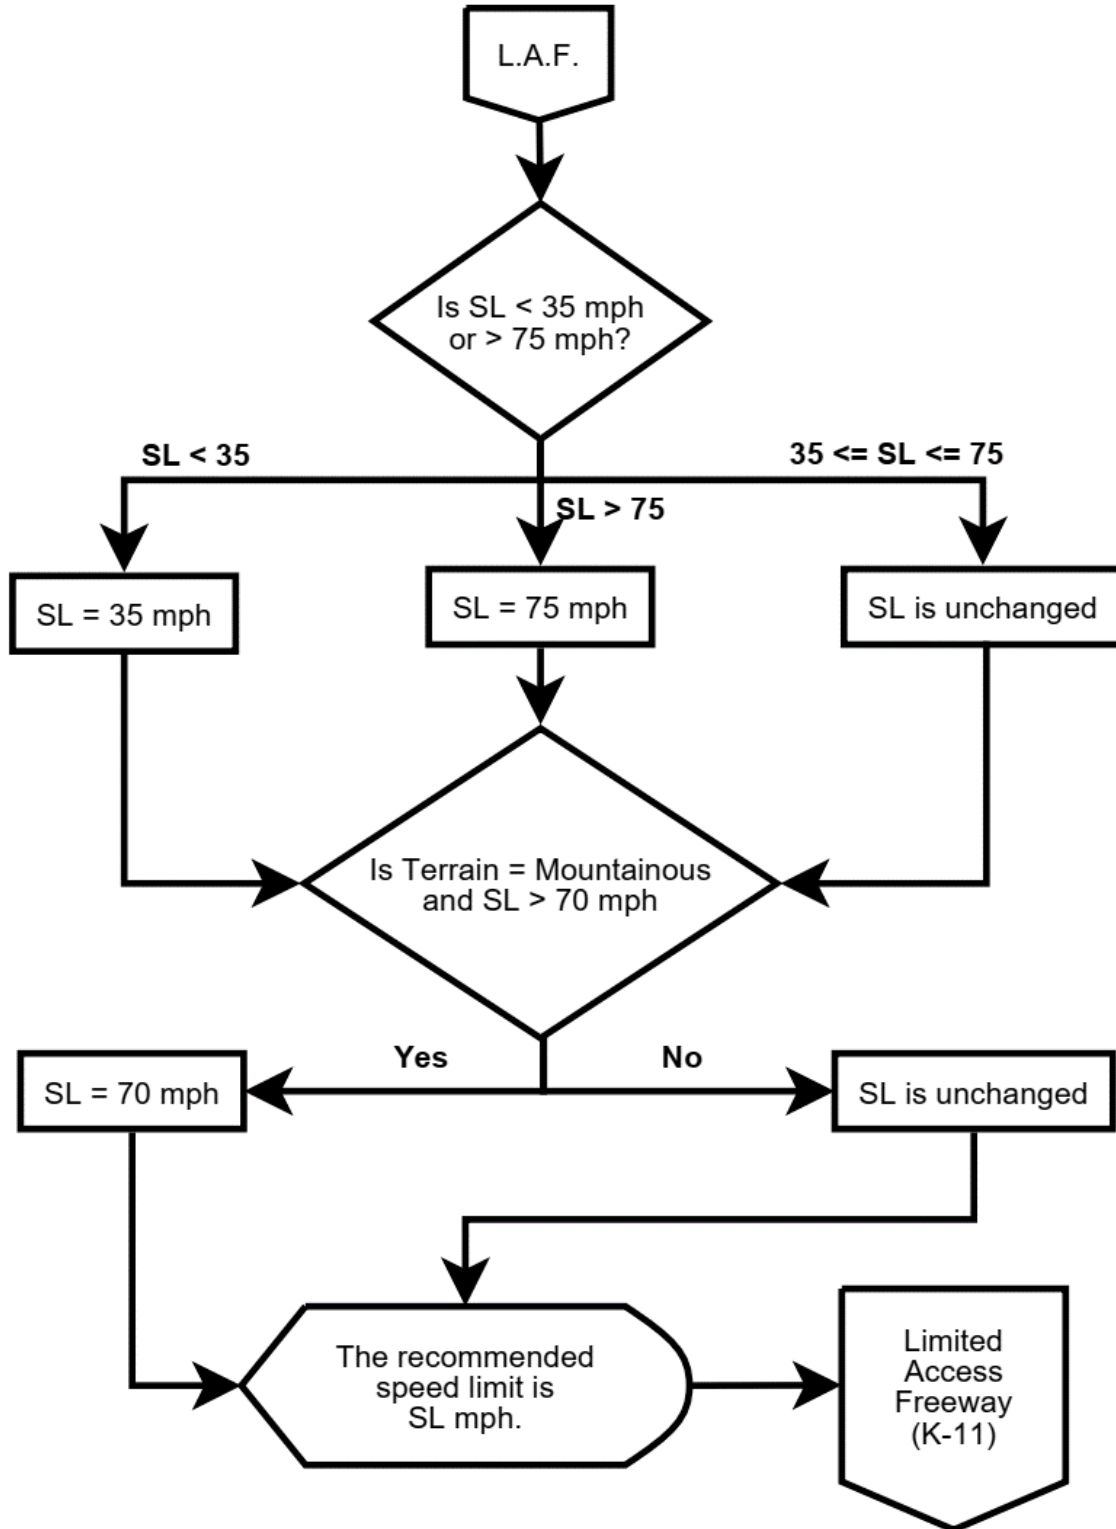 L.A.F.
Is SL < 35 mph
or > 75 mph?
SL < 35
35 <= SL <= 75
SL > 75
SL = 35 mph
SL = 75 mph
SL is unchanged
Is Terrain = Mountainous
and SL > 70 mph
Yes
No
SL = 70 mph
SL is unchanged
The recommended
speed limit is
SL mph.
Limited
Access
Freeway
(K-11)